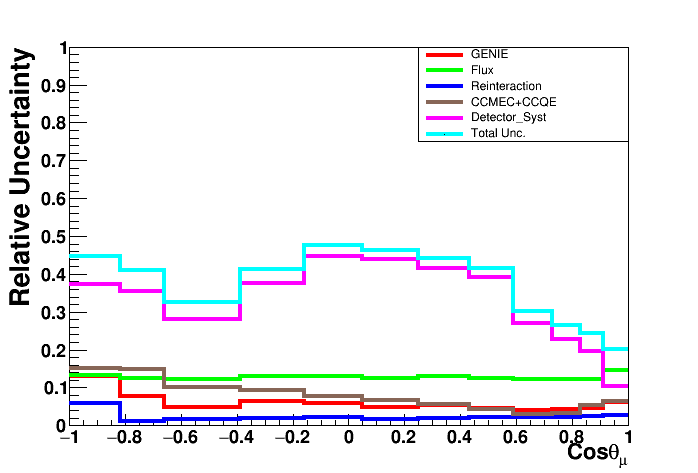 Relative Uncertainty
1
0.9
0.8
0.7
0.6
0.5
0.4
0.3
0.2
0.1
0
GENIE
Flux
Reinteraction
CCMEC+CCQE
Detector_Syst
Total Unc.
−1 −0.8 −0.6 −0.4 −0.2 0 0.2 0.4 0.6 0.8 1
Cosθμ